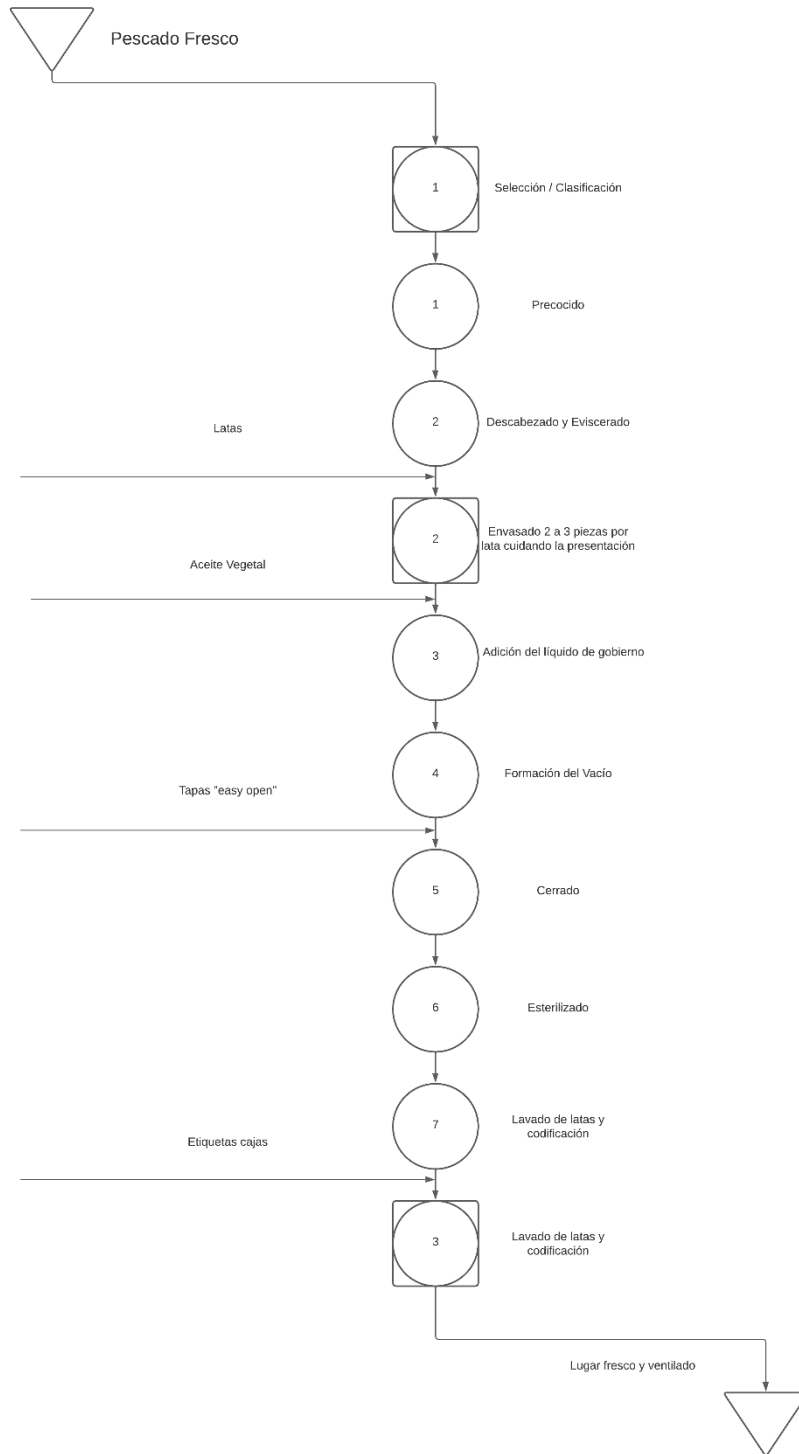 Pescado Fresco
1
Selección / Clasificación
1
Precocido
2
Descabezado y Eviscerado
Latas
2
Envasado 2 a 3 piezas por
lata cuidando la presentación
Aceite Vegetal
3
Adición del líquido de gobierno
4
Formación del Vacío
Tapas "easy open"
5
Cerrado
6
Esterilizado
7
Lavado de latas y
codificación
Etiquetas cajas
3
Lavado de latas y
codificación
Lugar fresco y ventilado